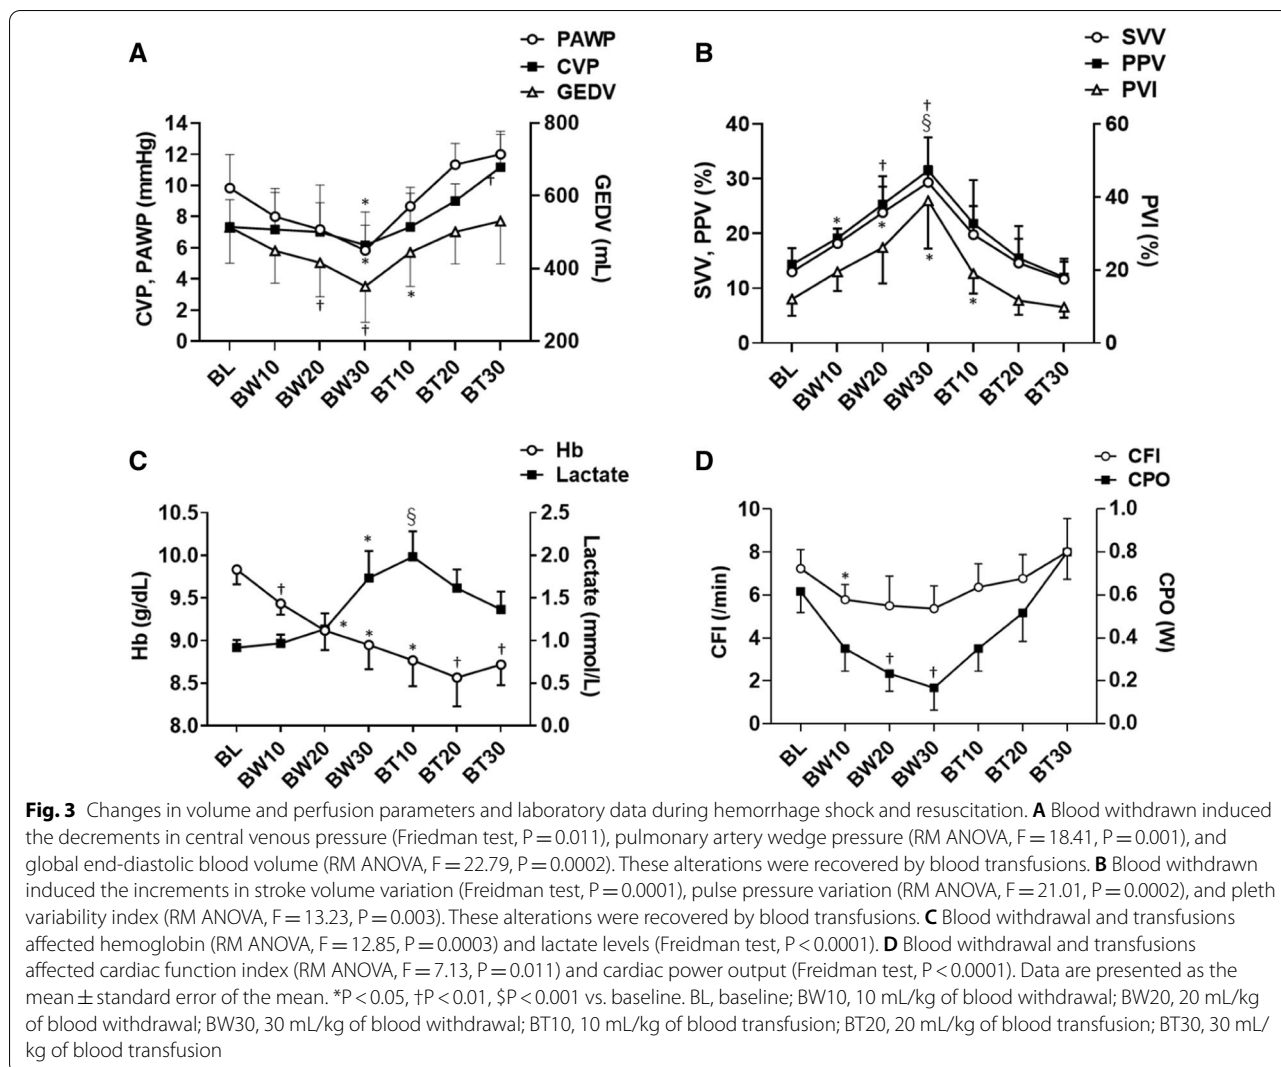 A
PAWP
CVP
GEDV
CVP, PAWP (mmHg)
14
12
10
8
6
4
2
0
800
600
400
200
GEDV (mL)
*
*
†
†
*
†
BL
BW10
BW20
BW30
BT10
BT20
BT30
B
SVV
PPV
PVI
SVV, PPV (%)
40
30
20
10
0
60
40
20
0
PVI (%)
†
§
†
*
*
*
*
BL
BW10
BW20
BW30
BT10
BT20
BT30
C
Hb
Lactate
Hb (g/dL)
10.5
10.0
9.5
9.0
8.5
8.0
2.5
2.0
1.5
1.0
0.5
0.0
Lactate (mmol/L)
§
*
†
*
*
*
†
†
BL
BW10
BW20
BW30
BT10
BT20
BT30
D
CFI
CPO
CFI (/min)
10
8
6
4
2
0
1.0
0.8
0.6
0.4
0.2
0.0
CPO (W)
*
†
†
BL
BW10
BW20
BW30
BT10
BT20
BT30
Fig. 3 Changes in volume and perfusion parameters and laboratory data during hemorrhage shock and resuscitation. A Blood withdrawn induced
the decrements in central venous pressure (Friedman test, P = 0.011), pulmonary artery wedge pressure (RM ANOVA, F = 18.41, P = 0.001), and
global end-diastolic blood volume (RM ANOVA, F = 22.79, P = 0.0002). These alterations were recovered by blood transfusions. B Blood withdrawn
induced the increments in stroke volume variation (Freidman test, P = 0.0001), pulse pressure variation (RM ANOVA, F = 21.01, P = 0.0002), and pleth
variability index (RM ANOVA, F = 13.23, P = 0.003). These alterations were recovered by blood transfusions. C Blood withdrawal and transfusions
affected hemoglobin (RM ANOVA, F = 12.85, P = 0.0003) and lactate levels (Freidman test, P < 0.0001). D Blood withdrawal and transfusions
affected cardiac function index (RM ANOVA, F = 7.13, P = 0.011) and cardiac power output (Freidman test, P < 0.0001). Data are presented as the
mean ± standard error of the mean. *P < 0.05, †P < 0.01, $P < 0.001 vs. baseline. BL, baseline; BW10, 10 mL/kg of blood withdrawal; BW20, 20 mL/kg
of blood withdrawal; BW30, 30 mL/kg of blood withdrawal; BT10, 10 mL/kg of blood transfusion; BT20, 20 mL/kg of blood transfusion; BT30, 30 mL/
kg of blood transfusion